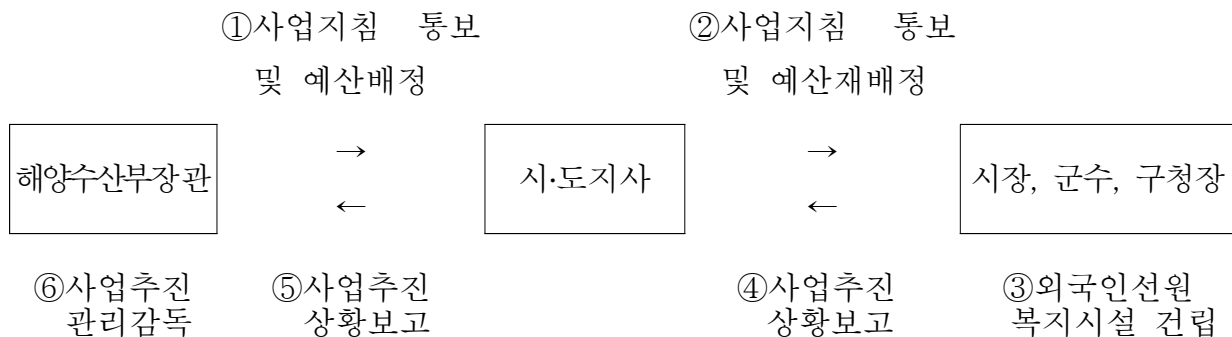 ①사업지침 통보 ②사업지침 통보
및 예산배정 및 예산재배정
해양수산부장관 → 시·도지사 → 시장, 군수, 구청장
← ←
⑥사업추진 ⑤사업추진 ④사업추진 ③외국인선원
관리감독 상황보고 상황보고 복지시설 건립